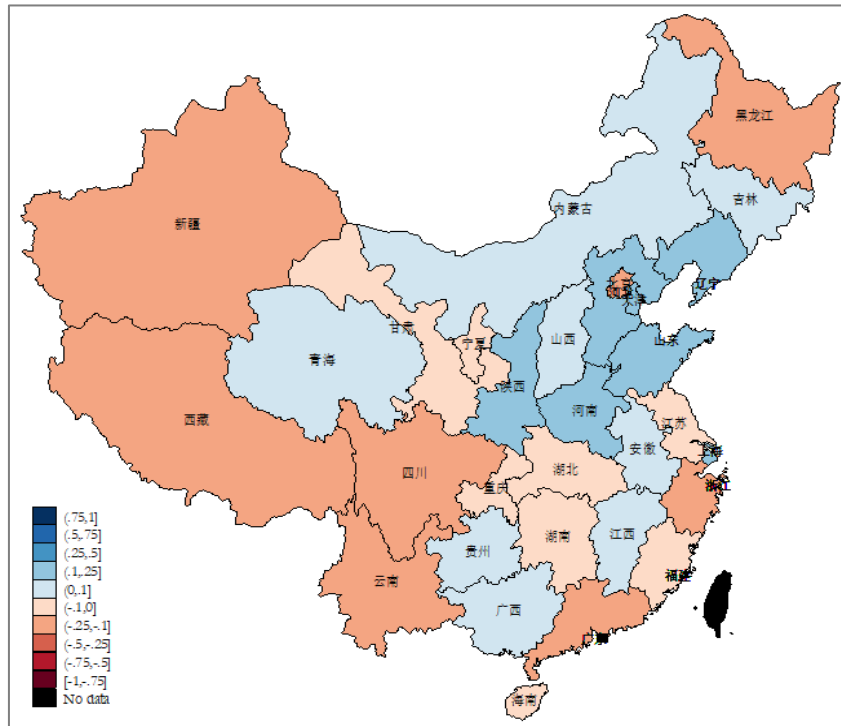 黑龙江
吉林
内蒙古
新疆
辽宁
北京
天津
甘肃
宁夏
山西
山东
青海
陕西
河南
西藏
江苏
安徽
上海
四川
湖北
重庆
浙江
湖南
江西
贵州
云南
福建
广西
海南
(.75,1]
(.5,.75]
(.25,.5]
(.1,.25]
(0,.1]
(-.1,0]
(-.25,-.1]
(-.5,-.25]
(-.75,-.5]
[-1,-.75]
No data